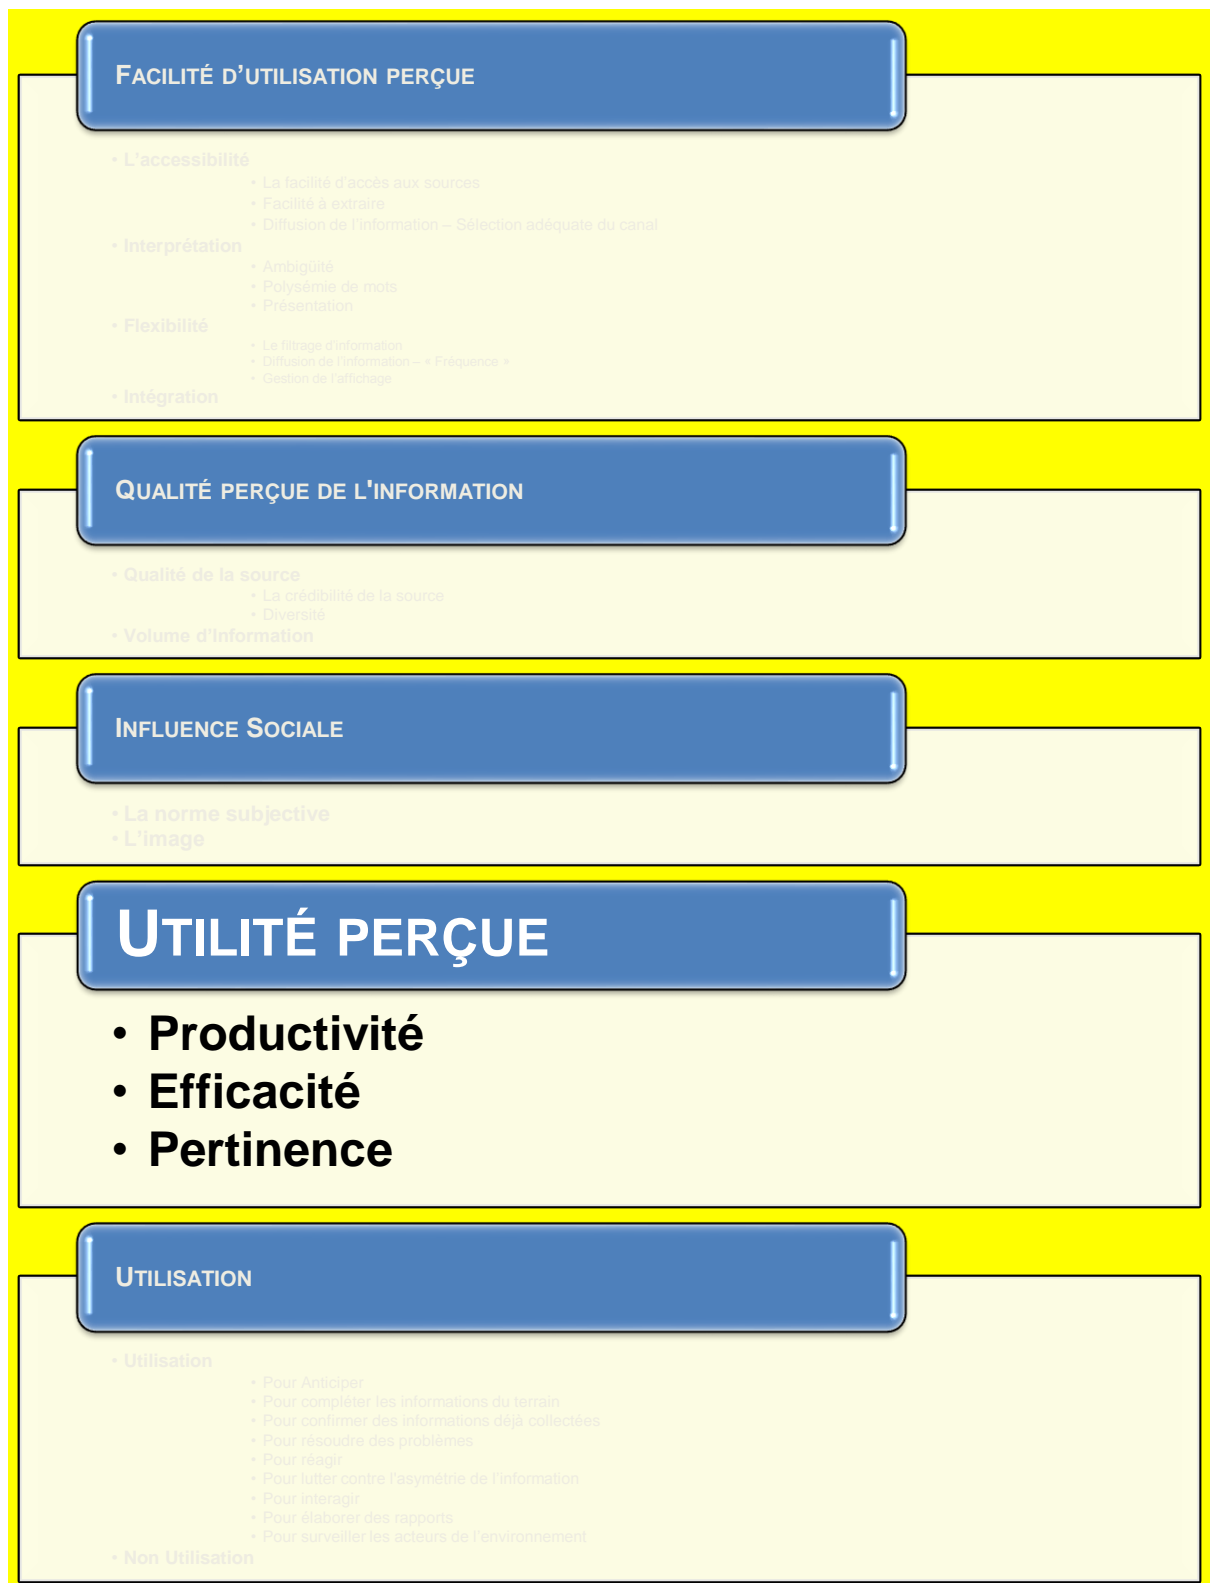 FACILITÉ D’UTILISATION PERÇUE
• L'accessibilité
• La facilité d’accès aux sources
• Facilité à extraire
• Diffusion de l’information – Sélection adéquate du canal
• Interprétation
• Ambigüité
• Polysémie de mots
• Présentation
• Flexibilité
• Le filtrage d'information
• Diffusion de l’information – « Fréquence »
• Gestion de l’affichage
• Intégration
QUALITÉ PERÇUE DE L'INFORMATION
• Qualité de la source
• La crédibilité de la source
• Diversité
• Volume d’Information
INFLUENCE SOCIALE
• La norme subjective
• L'image
UTILITÉ PERÇUE
• Productivité
• Efficacité
• Pertinence
UTILISATION
• Utilisation
• Pour Anticiper
• Pour compléter les informations du terrain
• Pour confirmer des informations déjà collectées
• Pour résoudre des problèmes
• Pour réagir
• Pour lutter contre l’asymétrie de l’information
• Pour interagir
• Pour élaborer des rapports
• Pour surveiller les acteurs de l’environnement
• Non Utilisation